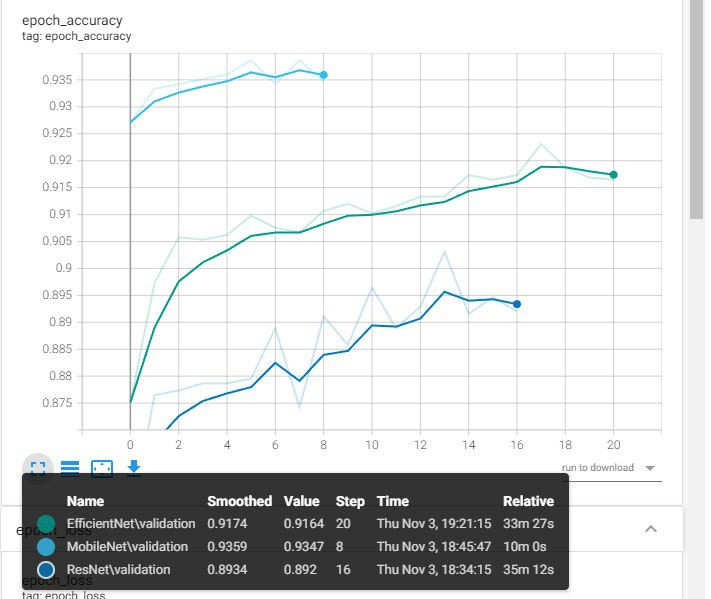 epoch_accuracy
tag: epoch_accuracy
0.935
0.93
0.925
0.92
0.915
0.91
0.905
0.9
0.895
0.89
0.885
0.88
0.875
0 2 4 6 8 10 12 14 16 18 20
run to download
Name Smoothed Value Step Time Relative
EfficientNet\validation 0.9174 0.9164 20 Thu Nov 3, 19:21:15 33m 27s
epoch_loss
MobileNet\validation 0.9359 0.9347 8 Thu Nov 3, 18:45:47 10m 0s
ResNet\validation 0.8934 0.892 16 Thu Nov 3, 18:34:15 35m 12s
epoch_loss
tag: epoch_loss